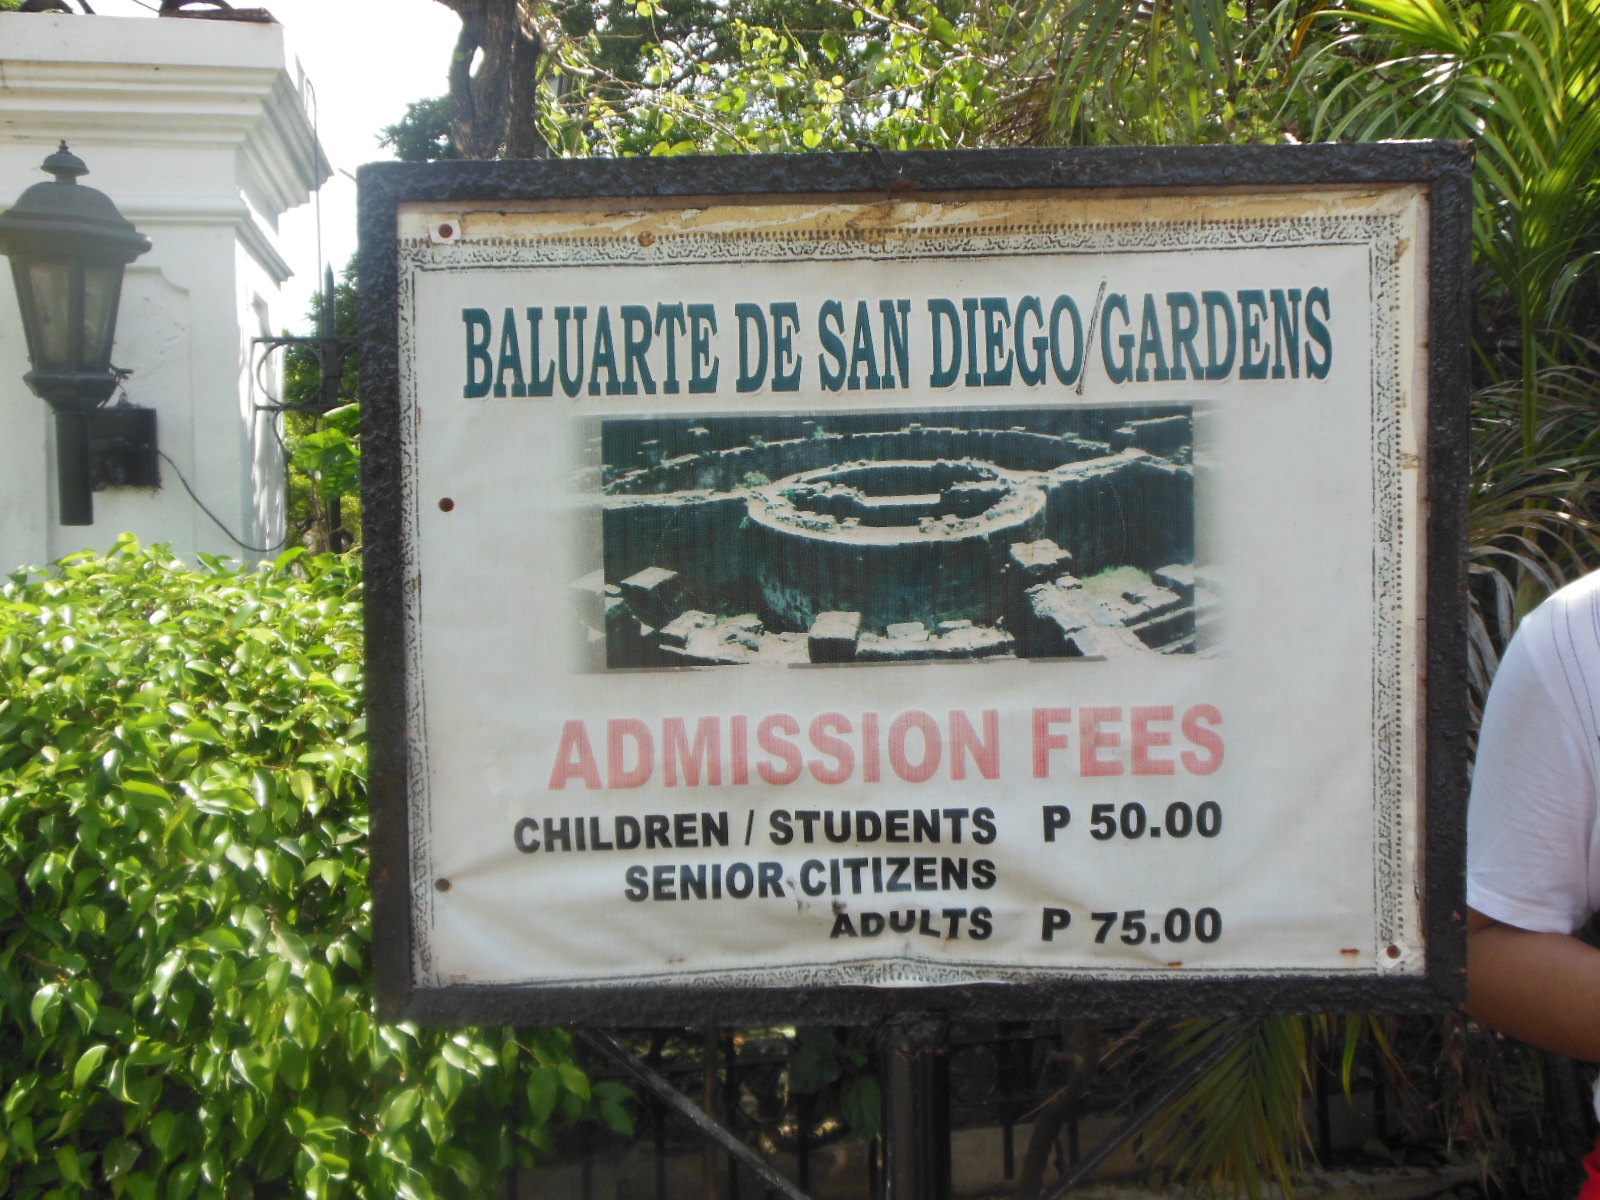 BALUARTE DE SAN DIEGO/GARDENS
ADMISSION FEES
CHILDREN / STUDENTS P 50.00
SENIOR CITIZENS
ADULTS P 75.00